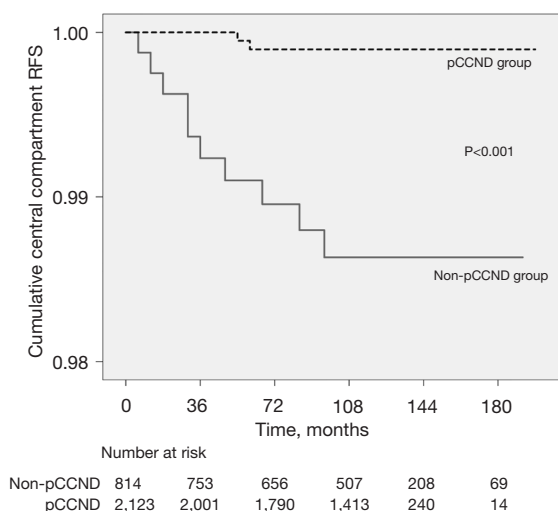 Cumulative central compartment RFS
1.00
0.99
0.98
pCCND group
P<0.001
Non-pCCND group
0 36 72 108 144 180
Time, months
Number at risk
Non-pCCND 814 753 656 507 208 69
pCCND 2,123 2,001 1,790 1,413 240 14